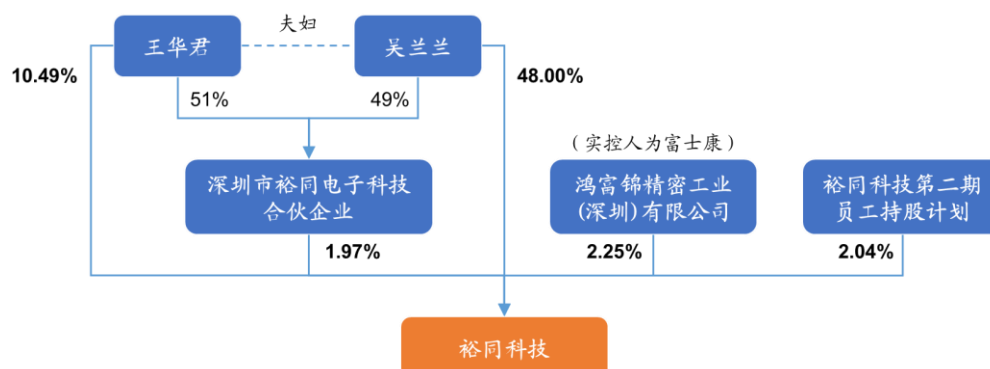 夫妇
王华君
吴兰兰
10.49%
48.00%
51%
49%
(实控人为富士康)
深圳市裕同电子科技
合伙企业
鸿富锦精密工业
(深圳)有限公司
裕同科技第二期
员工持股计划
1.97%
2.25%
2.04%
裕同科技